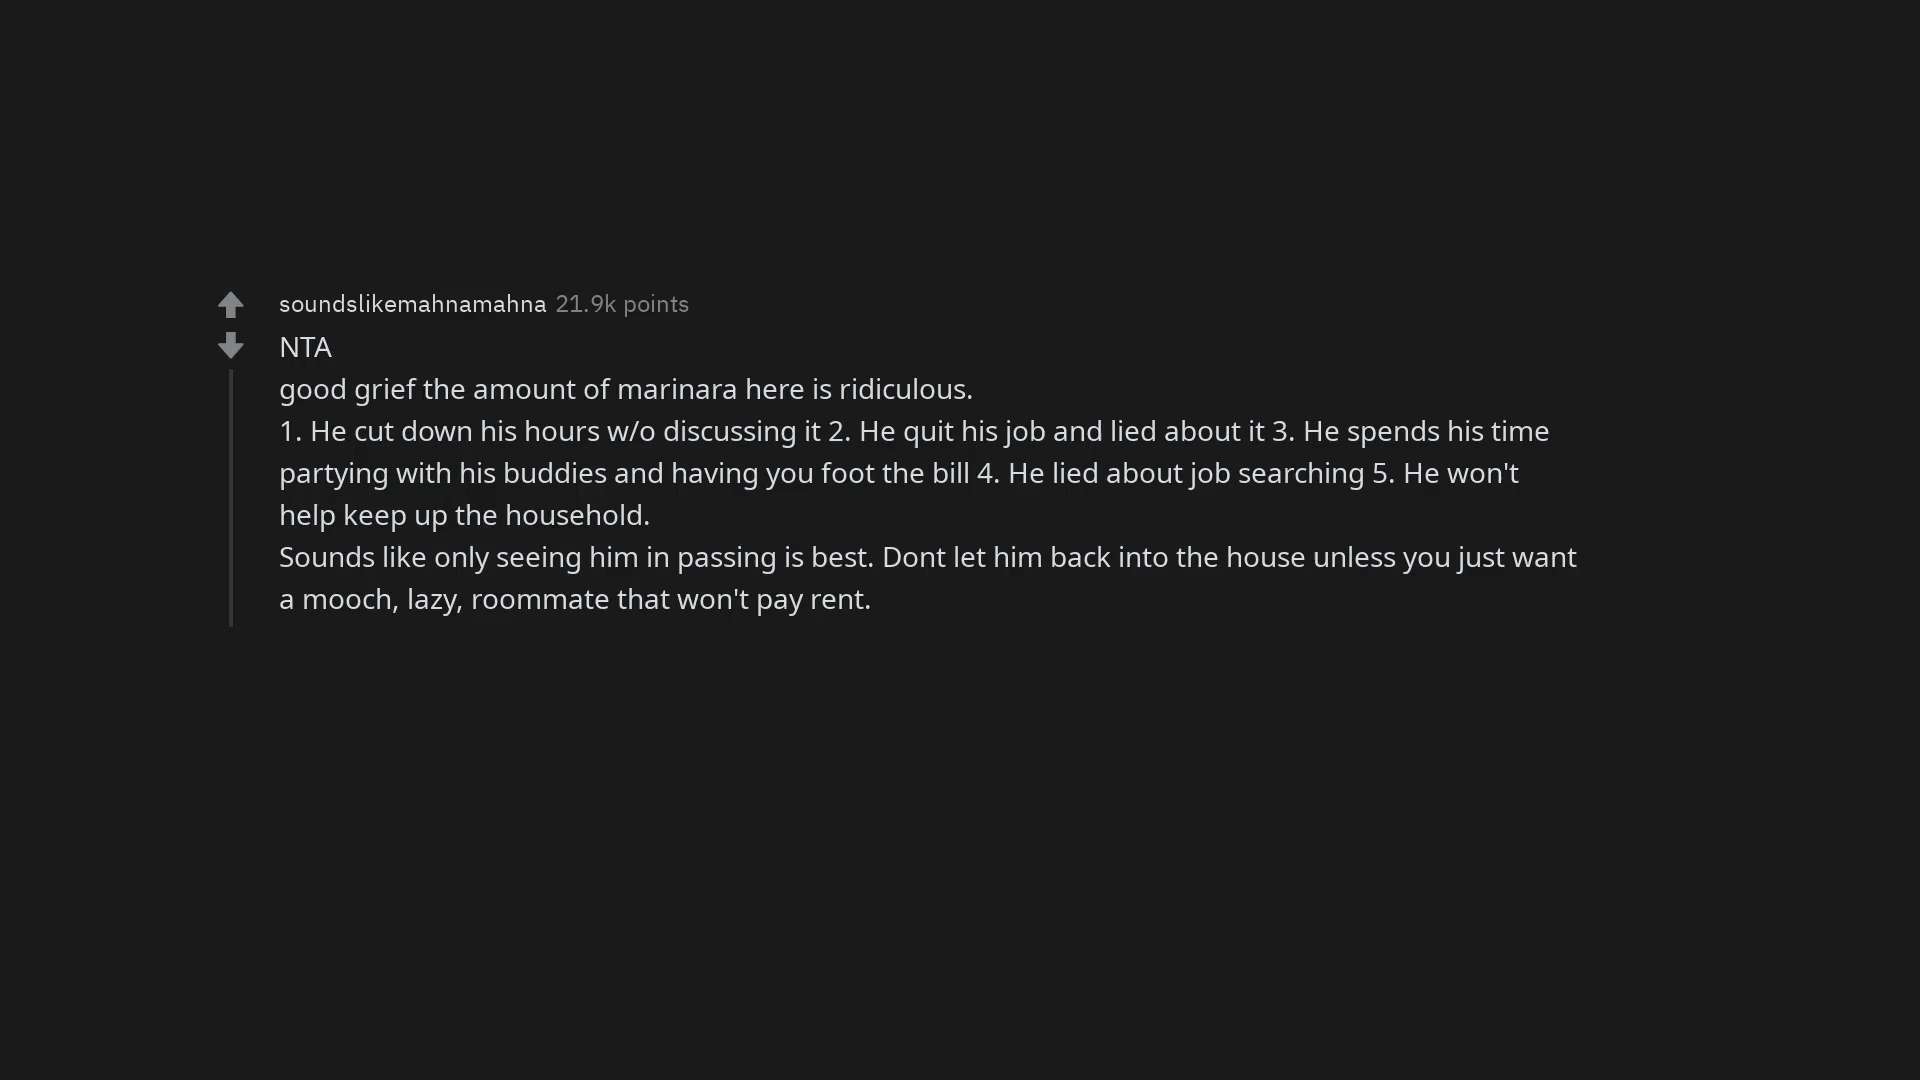 soundslikemahnamahna 21.9k points
NTA
good grief the amount of marinara here is ridiculous.
1. He cut down his hours w/o discussing it 2. He quit his job and lied about it 3. He spends his time
partying with his buddies and having you foot the bill 4. He lied about job searching 5. He won't
help keep up the household.
Sounds like only seeing him in passing is best. Dont let him back into the house unless you just want
a mooch, lazy, roommate that won't pay rent.